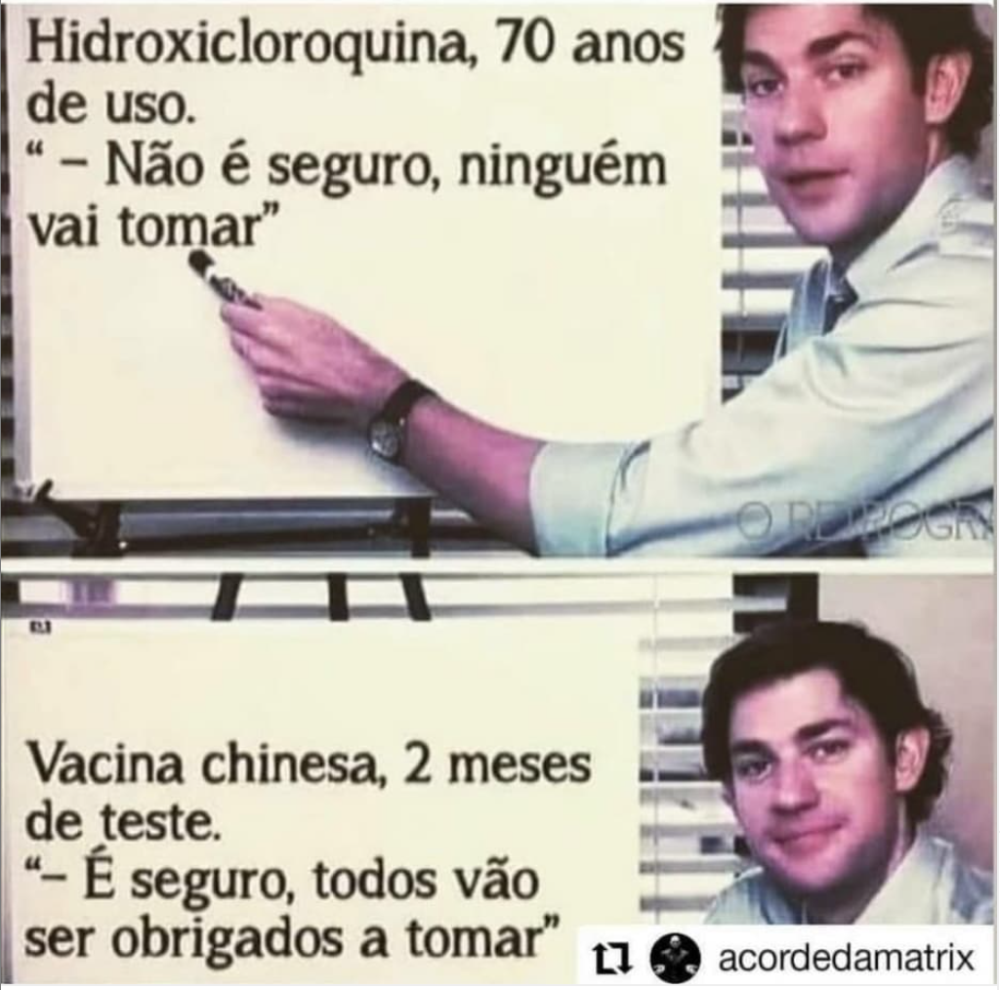 Hidroxicloroquina, 70 anos
de uso.
“ – Não é seguro, ninguém
vai tomar”
Vacina chinesa, 2 meses
de teste.
“– É seguro, todos vão
ser obrigados a tomar”
acordedamatrix